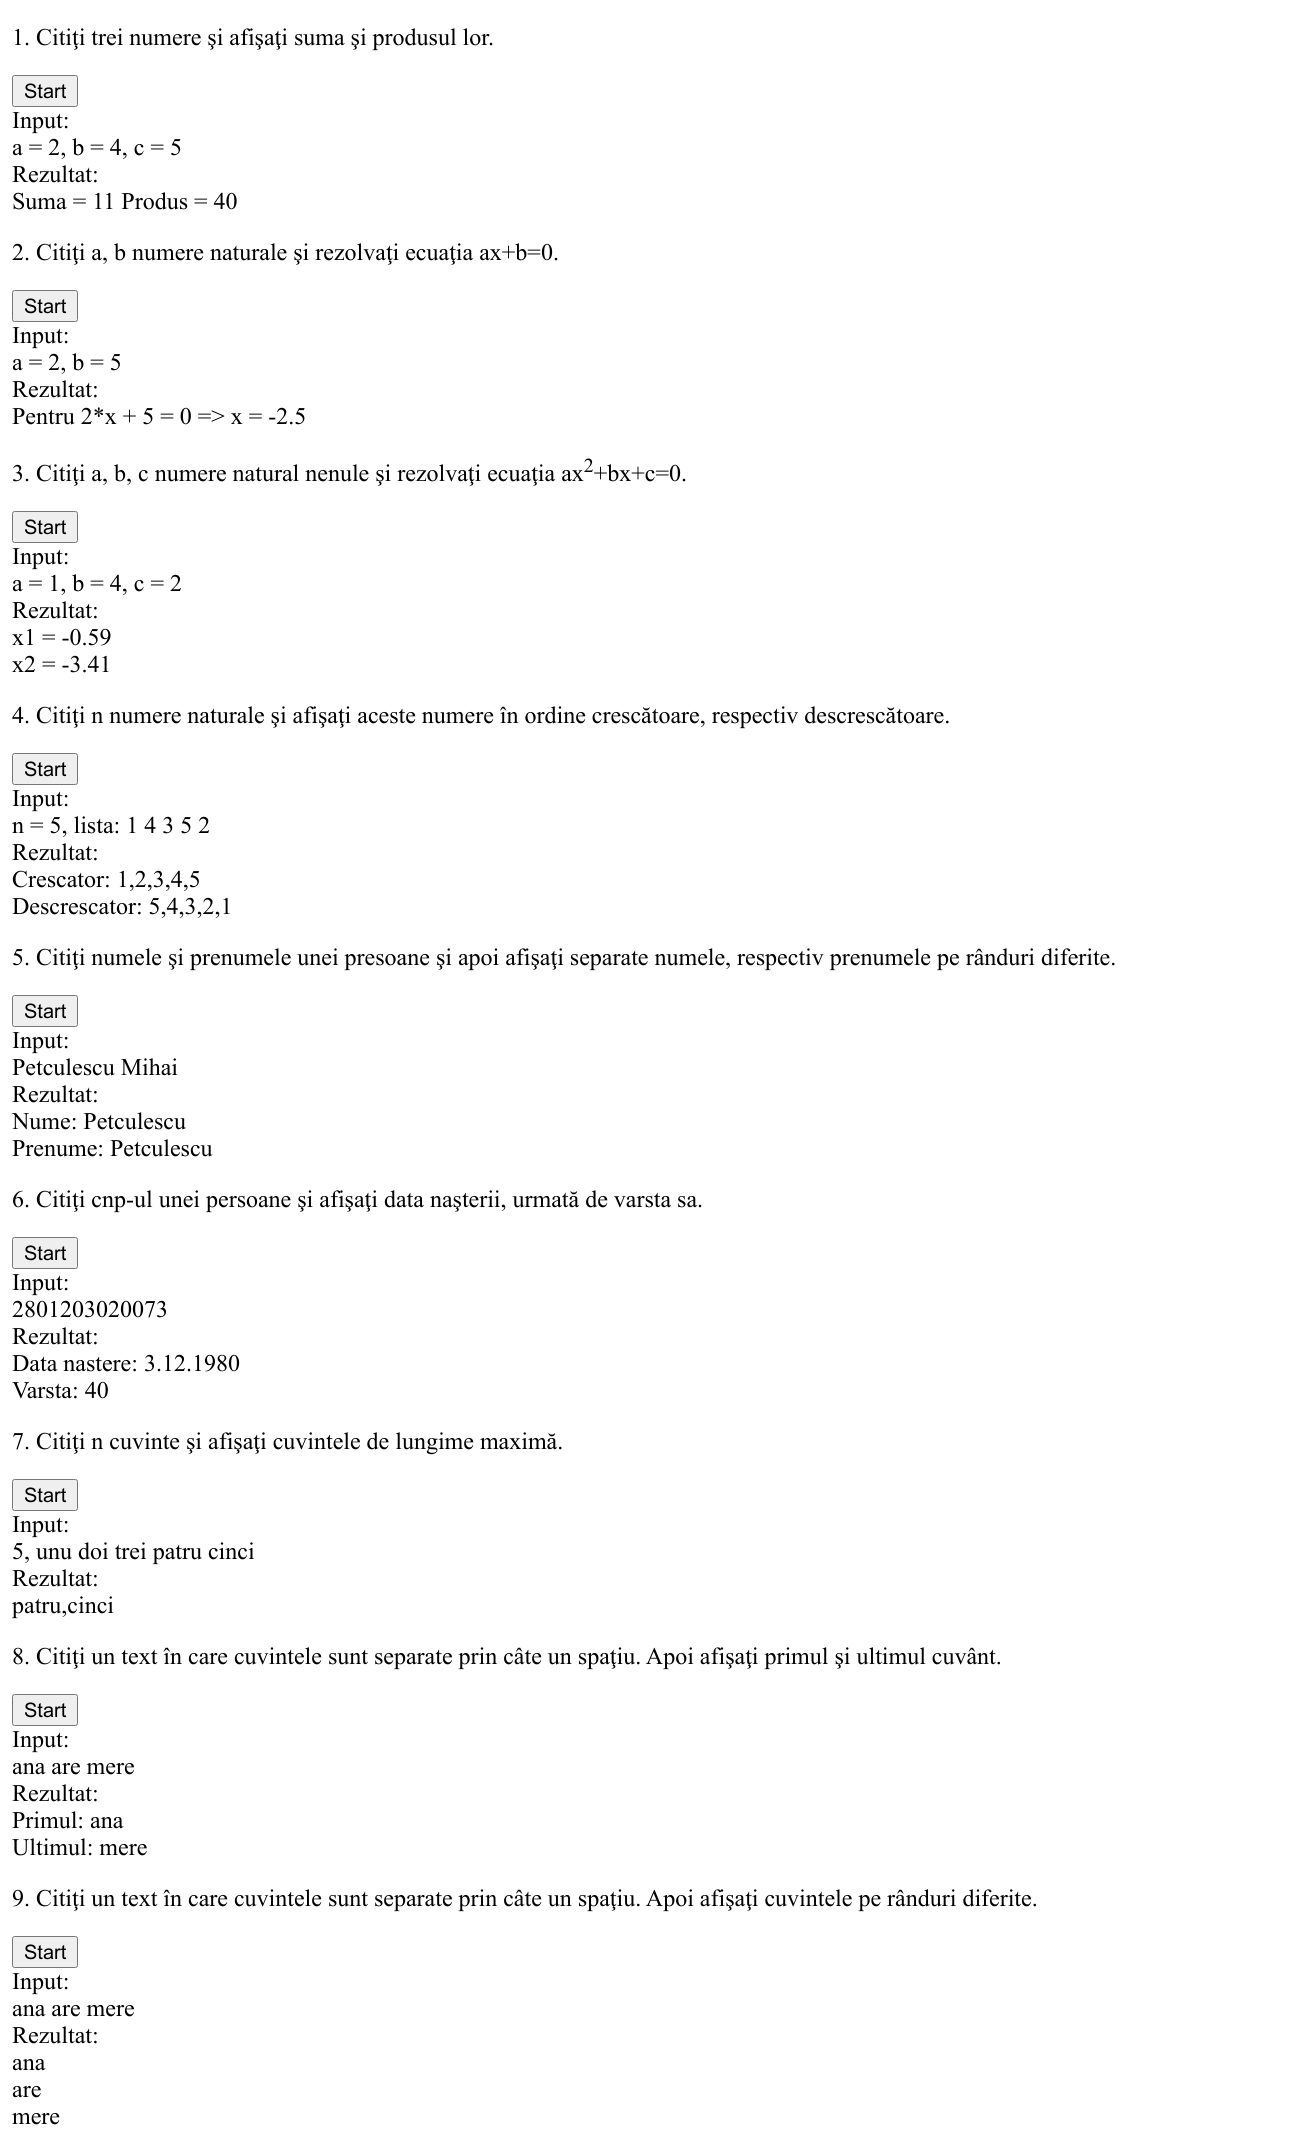 1. Citiţi trei numere şi afişaţi suma şi produsul lor.
Start
Input:
a = 2, b = 4, c = 5
Rezultat:
Suma = 11 Produs = 40
2. Citiţi a, b numere naturale şi rezolvaţi ecuaţia ax+b=0.
Start
Input:
a = 2, b = 5
Rezultat:
Pentru 2*x + 5 = 0 => x = -2.5
3. Citiţi a, b, c numere natural nenule şi rezolvaţi ecuaţia ax²+bx+c=0.
Start
Input:
a = 1, b = 4, c = 2
Rezultat:
x1 = -0.59
x2 = -3.41
4. Citiţi n numere naturale şi afişaţi aceste numere în ordine crescătoare, respectiv descrescătoare.
Start
Input:
n = 5, lista: 1 4 3 5 2
Rezultat:
Crescator: 1,2,3,4,5
Descrescator: 5,4,3,2,1
5. Citiţi numele şi prenumele unei presoane şi apoi afişaţi separate numele, respectiv prenumele pe rânduri diferite.
Start
Input:
Petculescu Mihai
Rezultat:
Nume: Petculescu
Prenume: Petculescu
6. Citiţi cnp-ul unei persoane şi afişaţi data naşterii, urmată de varsta sa.
Start
Input:
2801203020073
Rezultat:
Data nastere: 3.12.1980
Varsta: 40
7. Citiţi n cuvinte şi afişaţi cuvintele de lungime maximă.
Start
Input:
5, unu doi trei patru cinci
Rezultat:
patru,cinci
8. Citiţi un text în care cuvintele sunt separate prin câte un spaţiu. Apoi afişaţi primul şi ultimul cuvânt.
Start
Input:
ana are mere
Rezultat:
Primul: ana
Ultimul: mere
9. Citiţi un text în care cuvintele sunt separate prin câte un spaţiu. Apoi afişaţi cuvintele pe rânduri diferite.
Start
Input:
ana are mere
Rezultat:
ana
are
mere